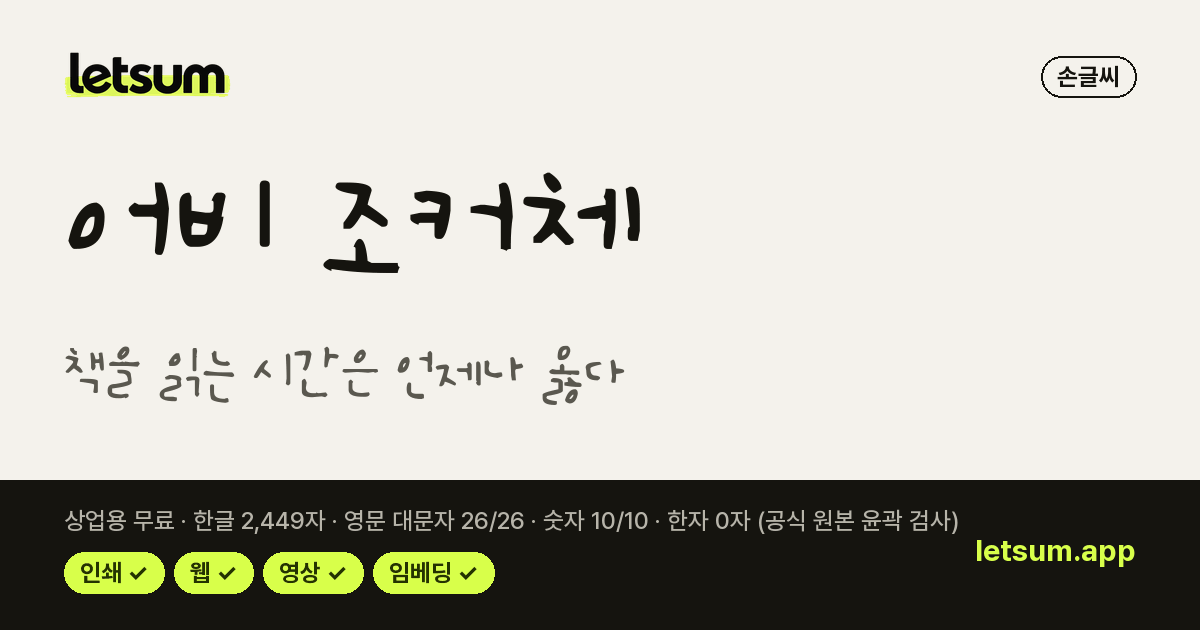 letsum
손글씨
어비 조커체
책을 읽는 시간은 언제나 옳다
상업용 무료 · 한글 2,449자 · 영문 대문자 26/26 · 숫자 10/10 · 한자 0자 (공식 원본 윤곽 검사)
letsum.app
인쇄 ✓ 웹 ✓ 영상 ✓ 임베딩 ✓